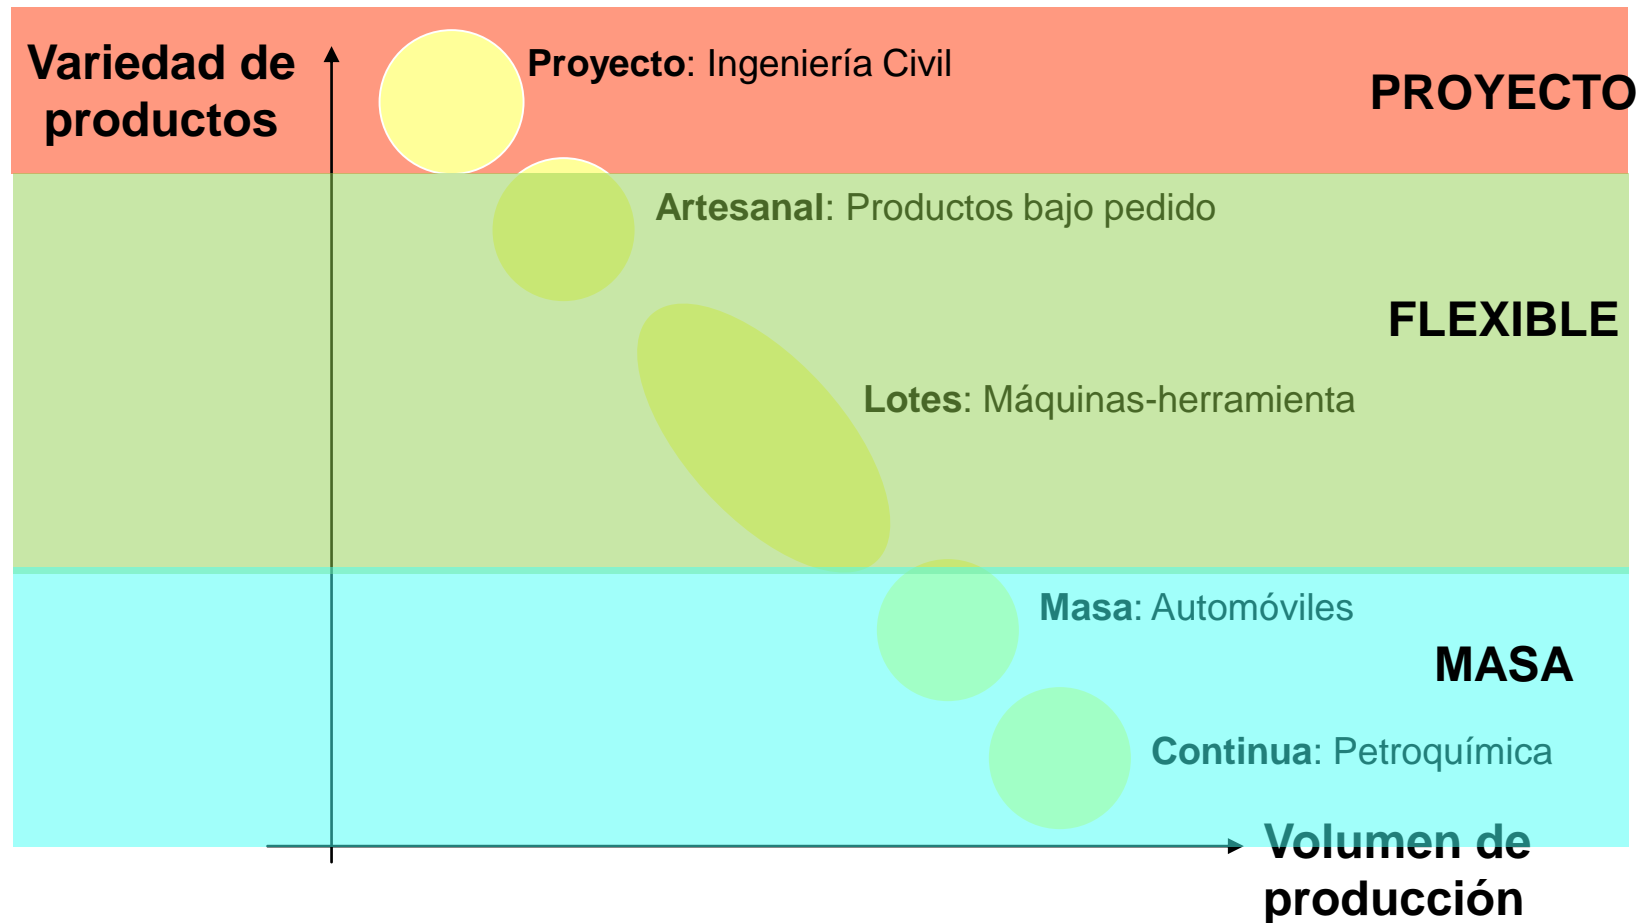 Variedad de
productos
Proyecto: Ingeniería Civil
PROYECTO
Artesanal: Productos bajo pedido
FLEXIBLE
Lotes: Máquinas-herramienta
Masa: Automóviles
MASA
Continua: Petroquímica
Volumen de
producción